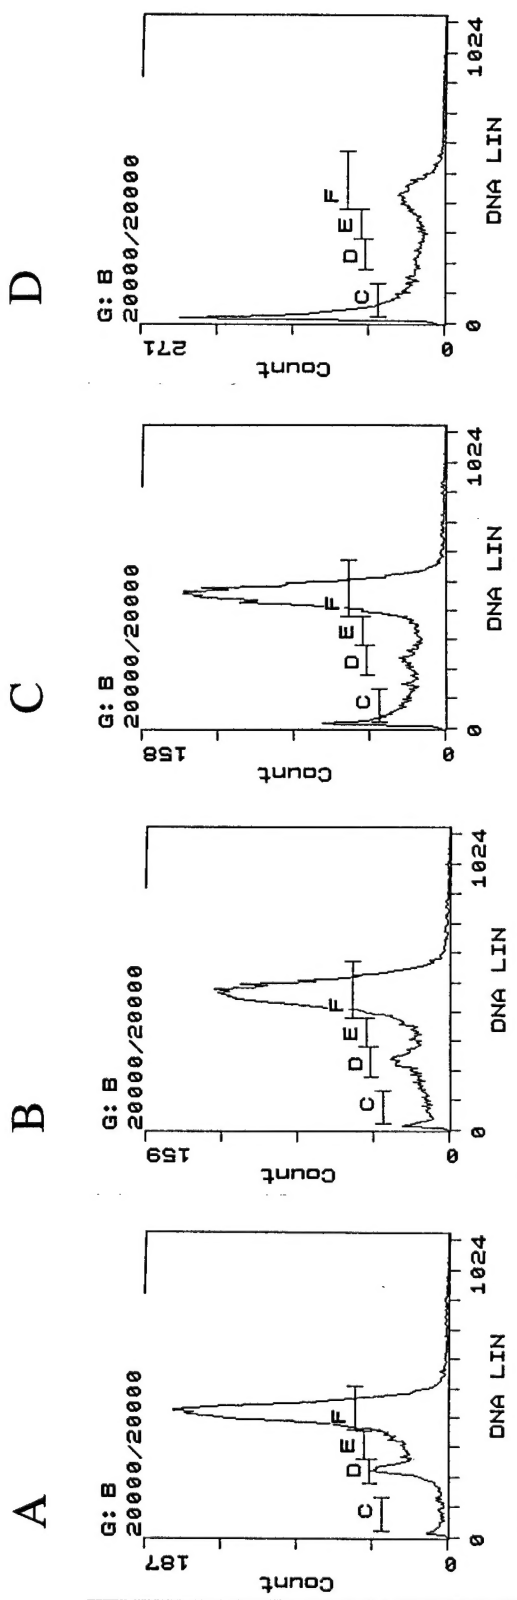 A
G: B
20000/20000
187
Count
C
D
E
F
0
0
1024
DNA LIN
B
G: B
20000/20000
159
Count
C
D
E
F
0
0
1024
DNA LIN
C
G: B
20000/20000
158
Count
C
D
E
F
0
0
1024
DNA LIN
D
G: B
20000/20000
271
Count
C
D
E
F
0
0
1024
DNA LIN